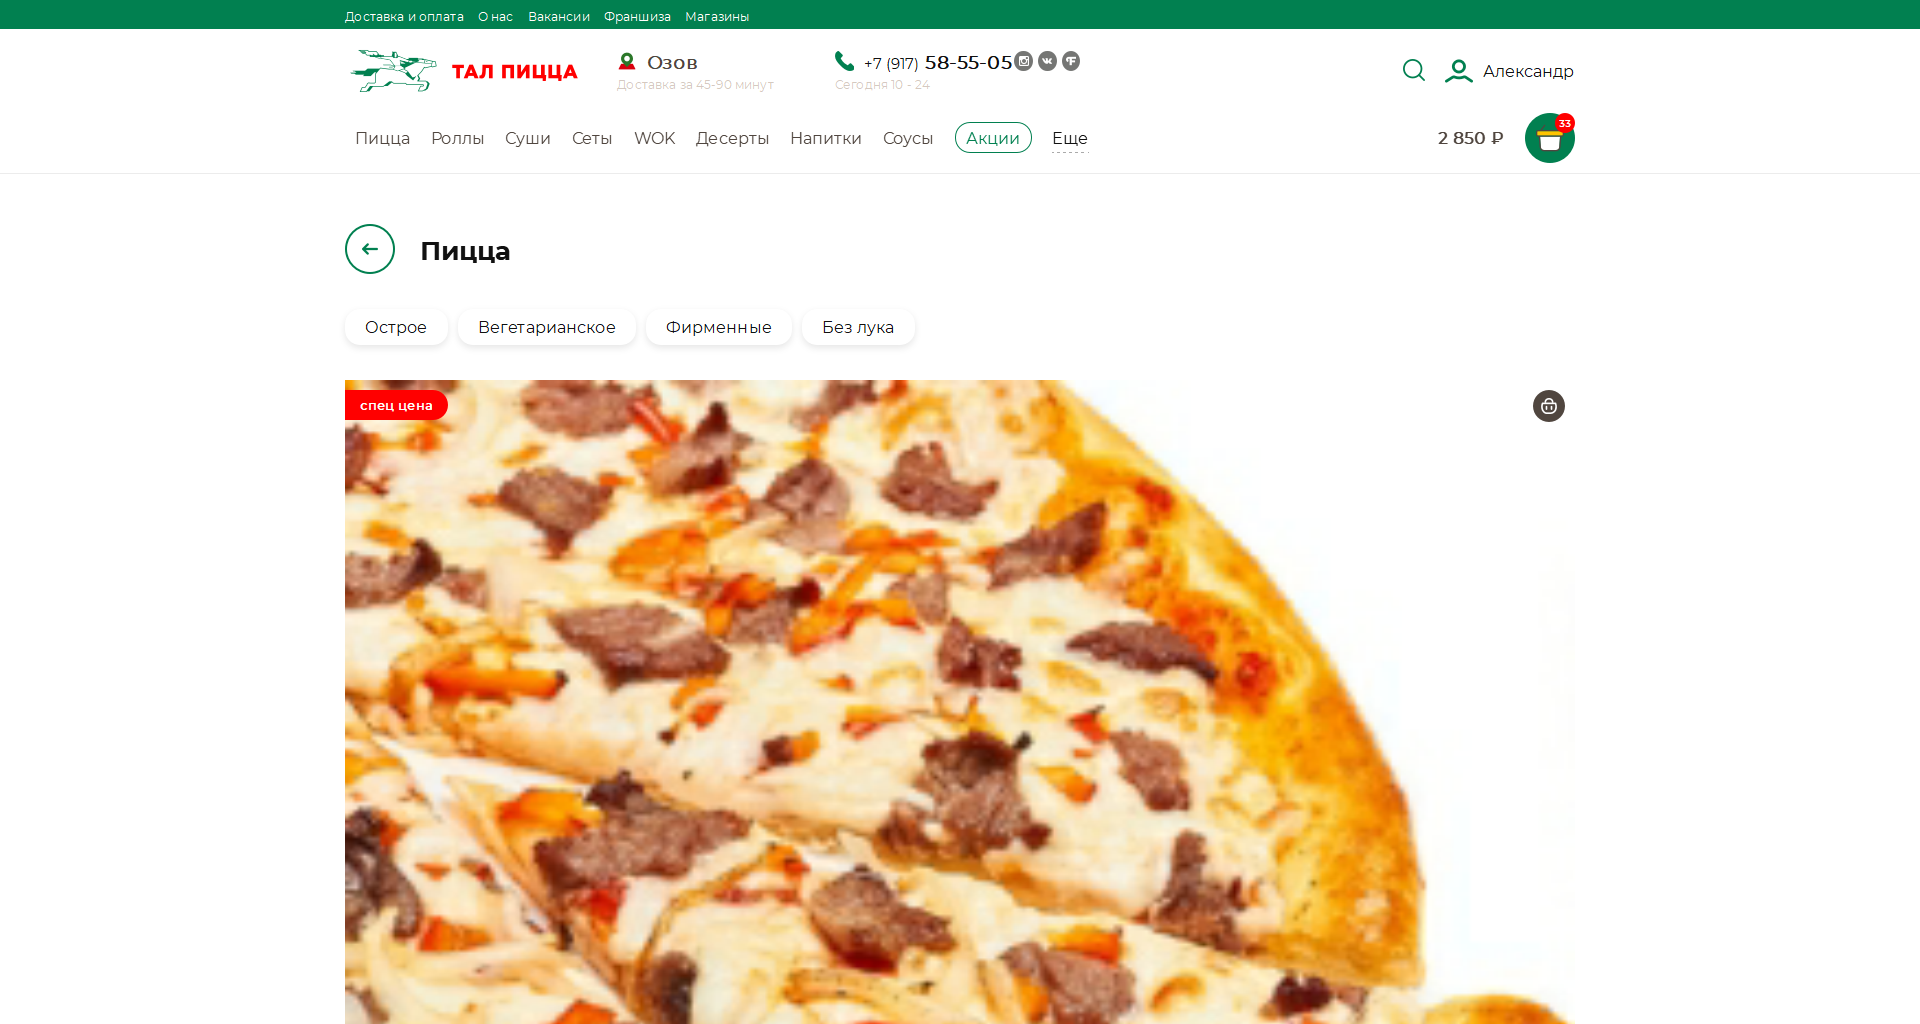 Доставка и оплата О нас Вакансии Франшиза Магазины
ТАЛ ПИЦЦА
Озов
Доставка за 45-90 минут
+7 (917) 58-55-05
Сегодня 10 - 24
Александр
Пицца Роллы Суши Сеты WOK Десерты Напитки Соусы Акции Еще
2 850 ₽
33
Пицца
Острое Вегетарианское Фирменные Без лука
спец цена